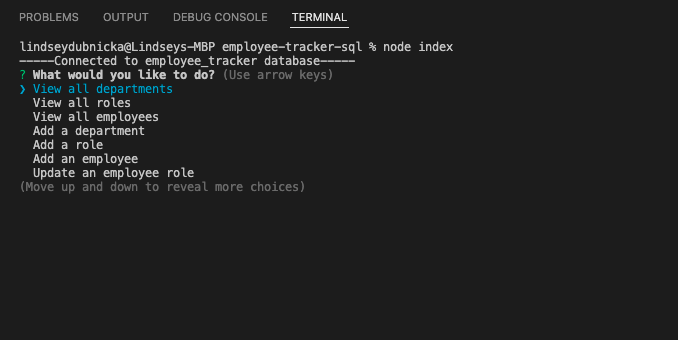 PROBLEMS OUTPUT DEBUG CONSOLE TERMINAL
lindseydubnicka@Lindseys-MBP employee-tracker-sql % node index
-----Connected to employee_tracker database-----
? What would you like to do? (Use arrow keys)
❯ View all departments
View all roles
View all employees
Add a department
Add a role
Add an employee
Update an employee role
(Move up and down to reveal more choices)